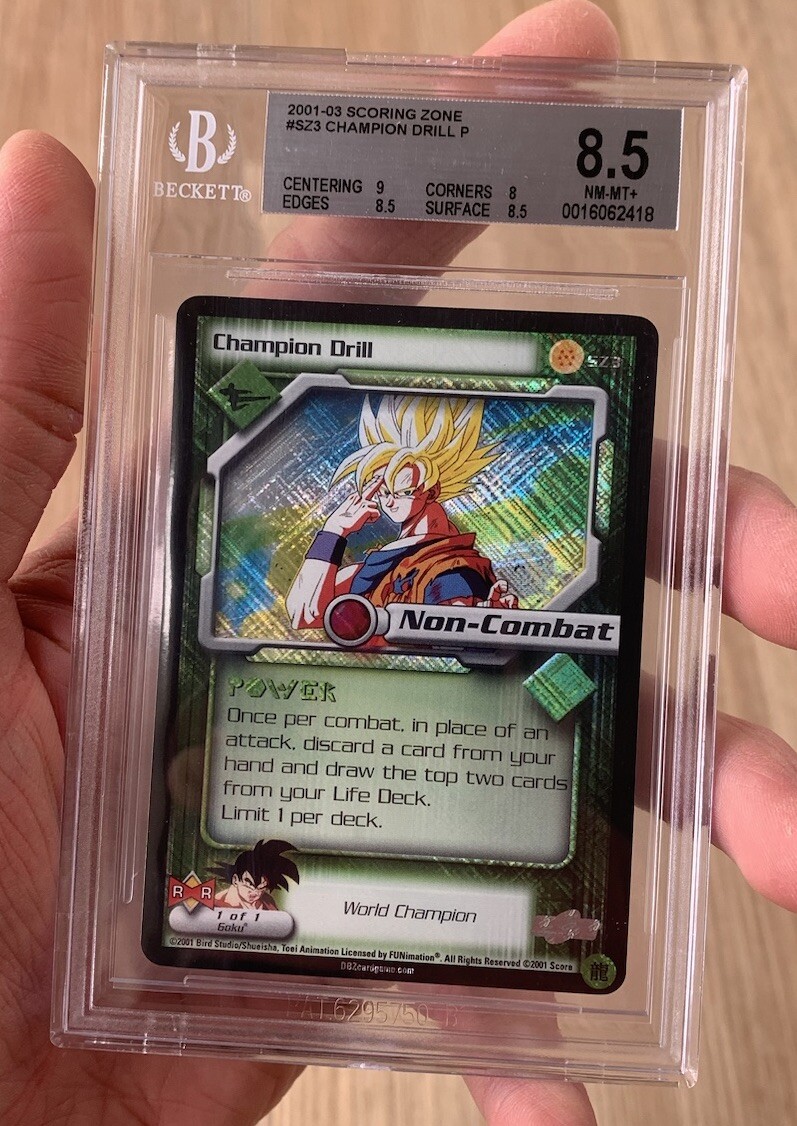 B
BECKETT®
2001-03 SCORING ZONE
#SZ3 CHAMPION DRILL P
8.5
CENTERING 9 CORNERS 8 NM-MT+
EDGES 8.5 SURFACE 8.5 0016062418
Champion Drill SZ3
Non-Combat
POWER
Once per combat, in place of an
attack, discard a card from your
hand and draw the top two cards
from your Life Deck.
Limit 1 per deck.
R R
1 of 1
Goku®
World Champion
©2001 Bird Studio/Shueisha, Toei Animation Licensed by FUNimation®. All Rights Reserved ©2001 Score
DBZcardgame.com
龍
PAT.6295750 B